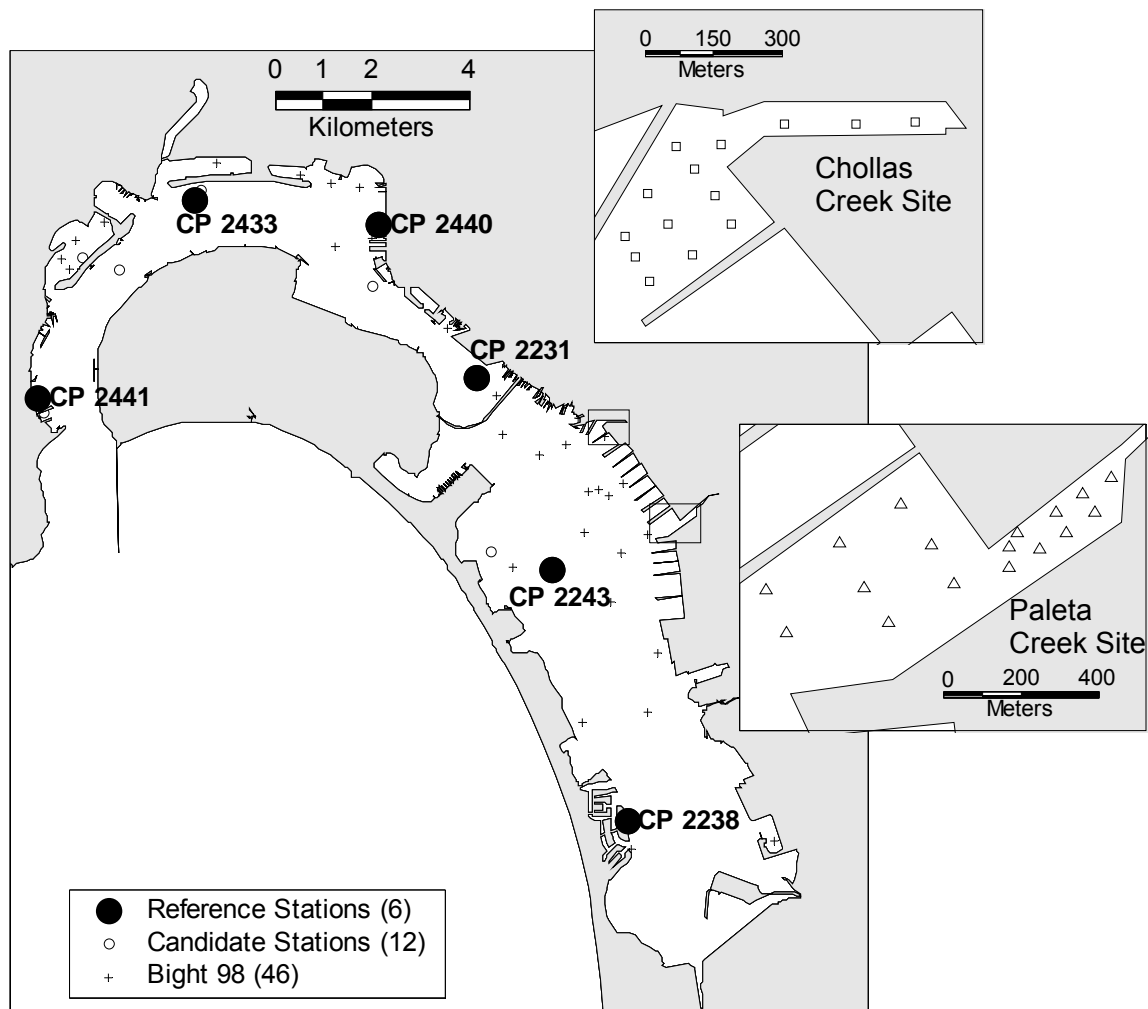 0 150 300
Meters
Chollas
Creek Site
0 1 2 4
Kilometers
CP 2433
CP 2440
CP 2231
CP 2441
CP 2243
Paleta
Creek Site
0 200 400
Meters
CP 2238
Reference Stations (6)
Candidate Stations (12)
Bight 98 (46)